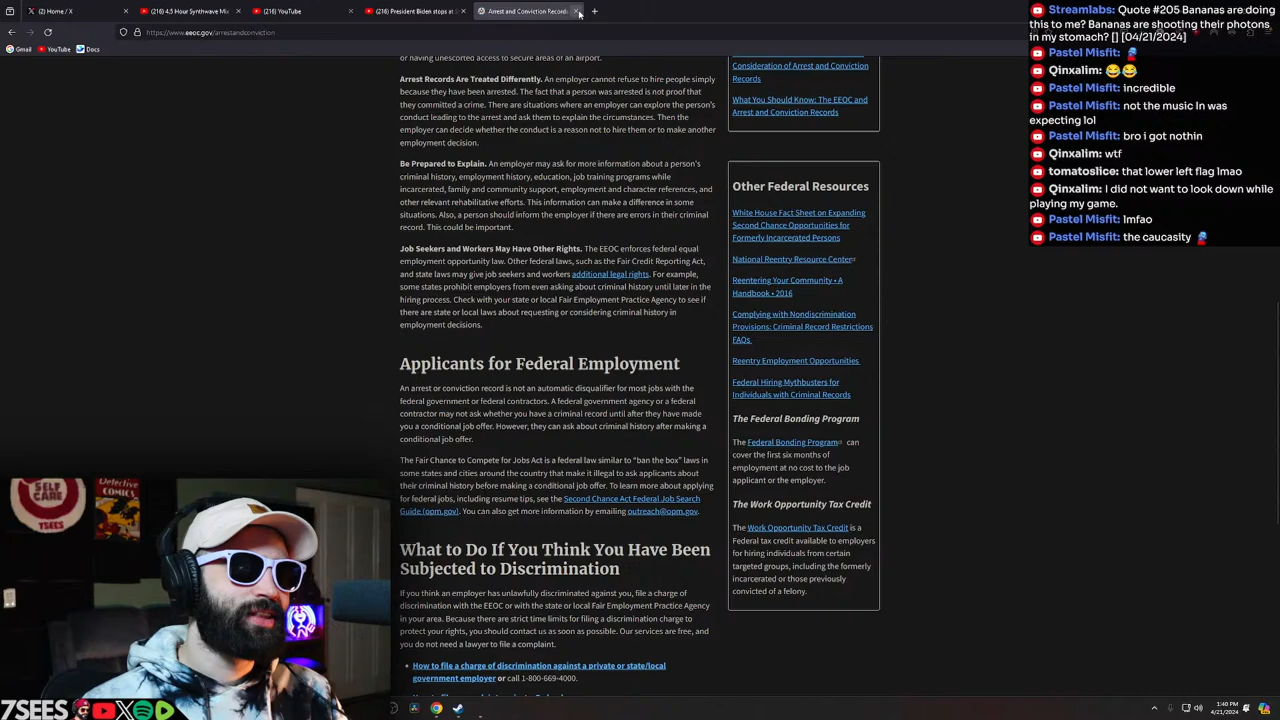 (2) Home / X
(216) 4.5 Hour Synthwave Mix
(216) YouTube
(216) President Biden stops at S
Arrest and Conviction Record
https://www.eeoc.gov/arrestandconviction
Gmail YouTube Docs
or having unescorted access to secure areas of an airport.
Arrest Records Are Treated Differently. An employer cannot refuse to hire people simply
because they have been arrested. The fact that a person was arrested is not proof that
they committed a crime. There are situations where an employer can explore the person's
conduct leading to the arrest and ask them to explain the circumstances. Then the
employer can decide whether the conduct is a reason not to hire them or to make another
employment decision.
Be Prepared to Explain. An employer may ask for more information about a person's
criminal history, employment history, education, job training programs while
incarcerated, family and community support, employment and character references, and
other relevant rehabilitative efforts. This information can make a difference in some
situations. Also, a person should inform the employer if there are errors in their criminal
record. This could be important.
Job Seekers and Workers May Have Other Rights. The EEOC enforces federal equal
employment opportunity law. Other federal laws, such as the Fair Credit Reporting Act,
and state laws may give job seekers and workers additional legal rights. For example,
some states prohibit employers from even asking about criminal history until later in the
hiring process. Check with your state or local Fair Employment Practice Agency to see if
there are state or local laws about requesting or considering criminal history in
employment decisions.
Applicants for Federal Employment
An arrest or conviction record is not an automatic disqualifier for most jobs with the
federal government or federal contractors. A federal government agency or a federal
contractor may not ask whether you have a criminal record until after they have made
you a conditional job offer. However, they can ask about criminal history after making a
conditional job offer.
The Fair Chance to Compete for Jobs Act is a federal law similar to “ban the box” laws in
some states and cities around the country that make it illegal to ask applicants about
their criminal history before making a conditional job offer. To learn more about applying
for federal jobs, including resume tips, see the Second Chance Act Federal Job Search
Guide (opm.gov). You can also get more information by emailing outreach@opm.gov.
What to Do If You Think You Have Been
Subjected to Discrimination
If you think an employer has unlawfully discriminated against you, file a charge of
discrimination with the EEOC or with the state or local Fair Employment Practice Agency
in your area. Because there are strict time limits for filing a discrimination charge to
protect your rights, you should contact us as soon as possible. Our services are free, and
you do not need a lawyer to file a complaint.
• How to file a charge of discrimination against a private or state/local
government employer or call 1-800-669-4000.
Consideration of Arrest and Conviction
Records
What You Should Know: The EEOC and
Arrest and Conviction Records
Other Federal Resources
White House Fact Sheet on Expanding
Second Chance Opportunities for
Formerly Incarcerated Persons
National Reentry Resource Center
Reentering Your Community • A
Handbook • 2016
Complying with Nondiscrimination
Provisions: Criminal Record Restrictions
FAQs
Reentry Employment Opportunities
Federal Hiring Mythbusters for
Individuals with Criminal Records
The Federal Bonding Program
The Federal Bonding Program can
cover the first six months of
employment at no cost to the job
applicant or the employer.
The Work Opportunity Tax Credit
The Work Opportunity Tax Credit is a
Federal tax credit available to employers
for hiring individuals from certain
targeted groups, including the formerly
incarcerated or those previously
convicted of a felony.
Streamlabs: Quote #205 Bananas are doing
this to me? Bananas are shooting their photons
in my stomach? [] [04/21/2024]
Pastel Misfit:
Qinxalim: 😂😂
Pastel Misfit: incredible
Pastel Misfit: not the music In was
expecting lol
Pastel Misfit: bro i got nothin
Qinxalim: wtf
tomatoslice: that lower left flag lmao
Qinxalim: I did not want to look down while
playing my game.
Pastel Misfit: lmfao
Pastel Misfit: the caucasity
SELF
CARE
7SEES
DETECTIVE
COMICS
7SEES
1:40 PM
4/21/2024